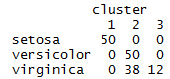 cluster
1 2 3
setosa 50 0 0
versicolor 0 50 0
virginica 0 38 12